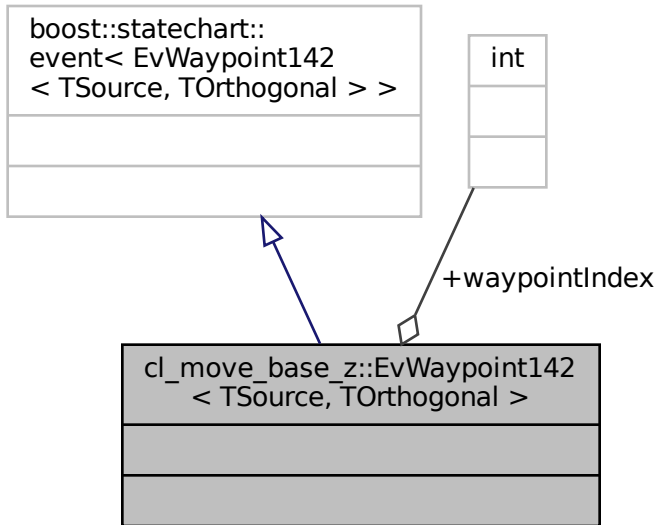 boost::statechart::
event< EvWaypoint142
< TSource, TOrthogonal > >
int
+waypointIndex
cl_move_base_z::EvWaypoint142
< TSource, TOrthogonal >